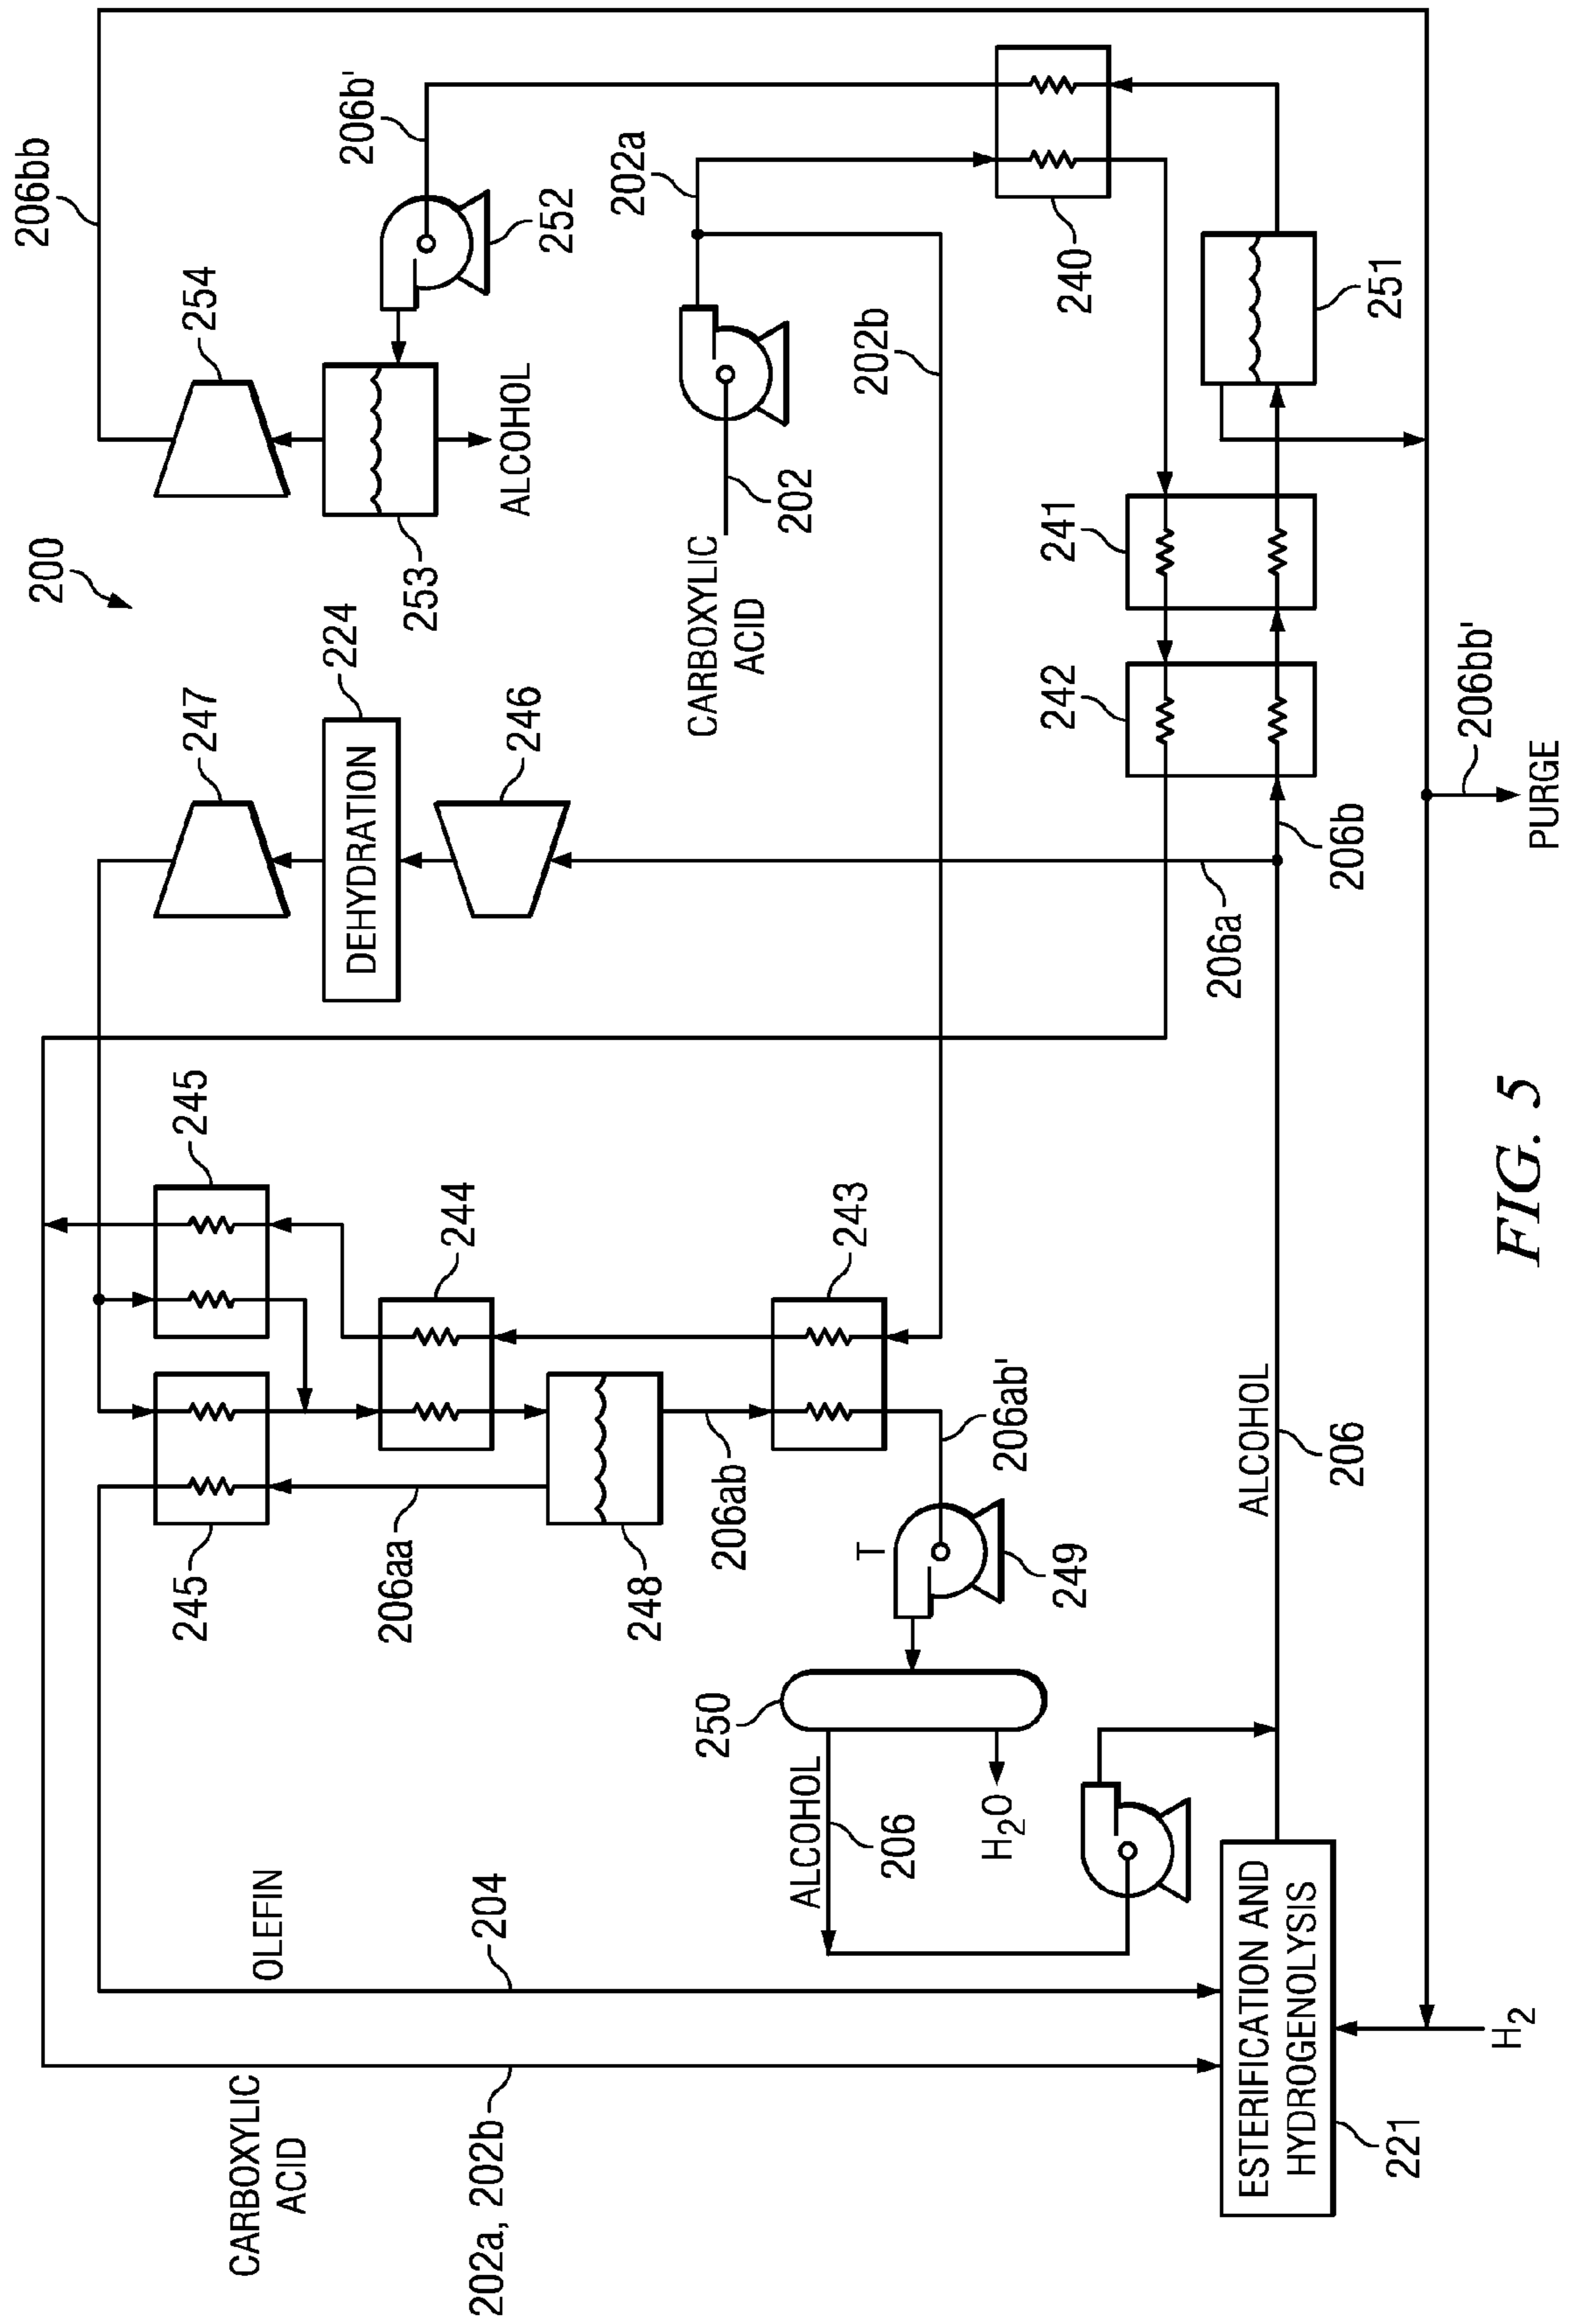 200
206bb
254
206b'
252
253
ALCOHOL
247
224
DEHYDRATION
246
CARBOXYLIC
ACID
202
202a
202b
240
241
242
251
206b
206a
206bb'
PURGE
245
244
243
245
206aa
248
206ab
206ab'
T
249
250
ALCOHOL
206
H2O
ALCOHOL
206
OLEFIN
204
CARBOXYLIC
ACID
202a, 202b
ESTERIFICATION AND
HYDROGENOLYSIS
221
H2
FIG. 5